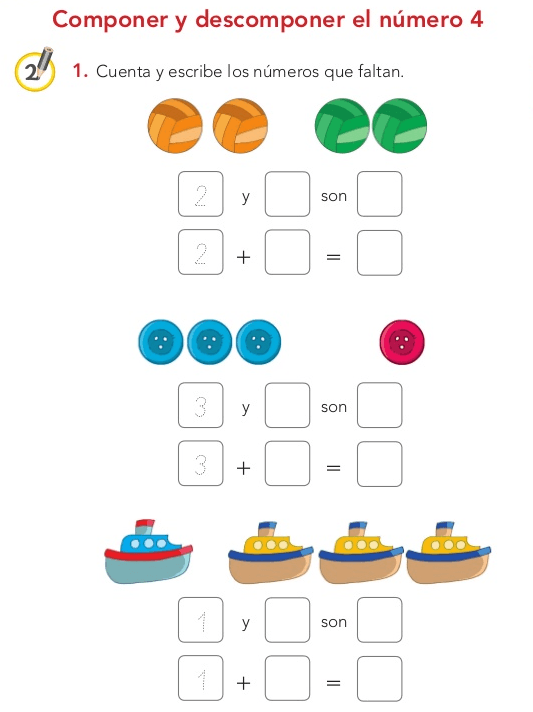 Componer y descomponer el número 4
2
1. Cuenta y escribe los números que faltan.
2 y son
2 + =
3 y son
3 + =
1 y son
1 + =